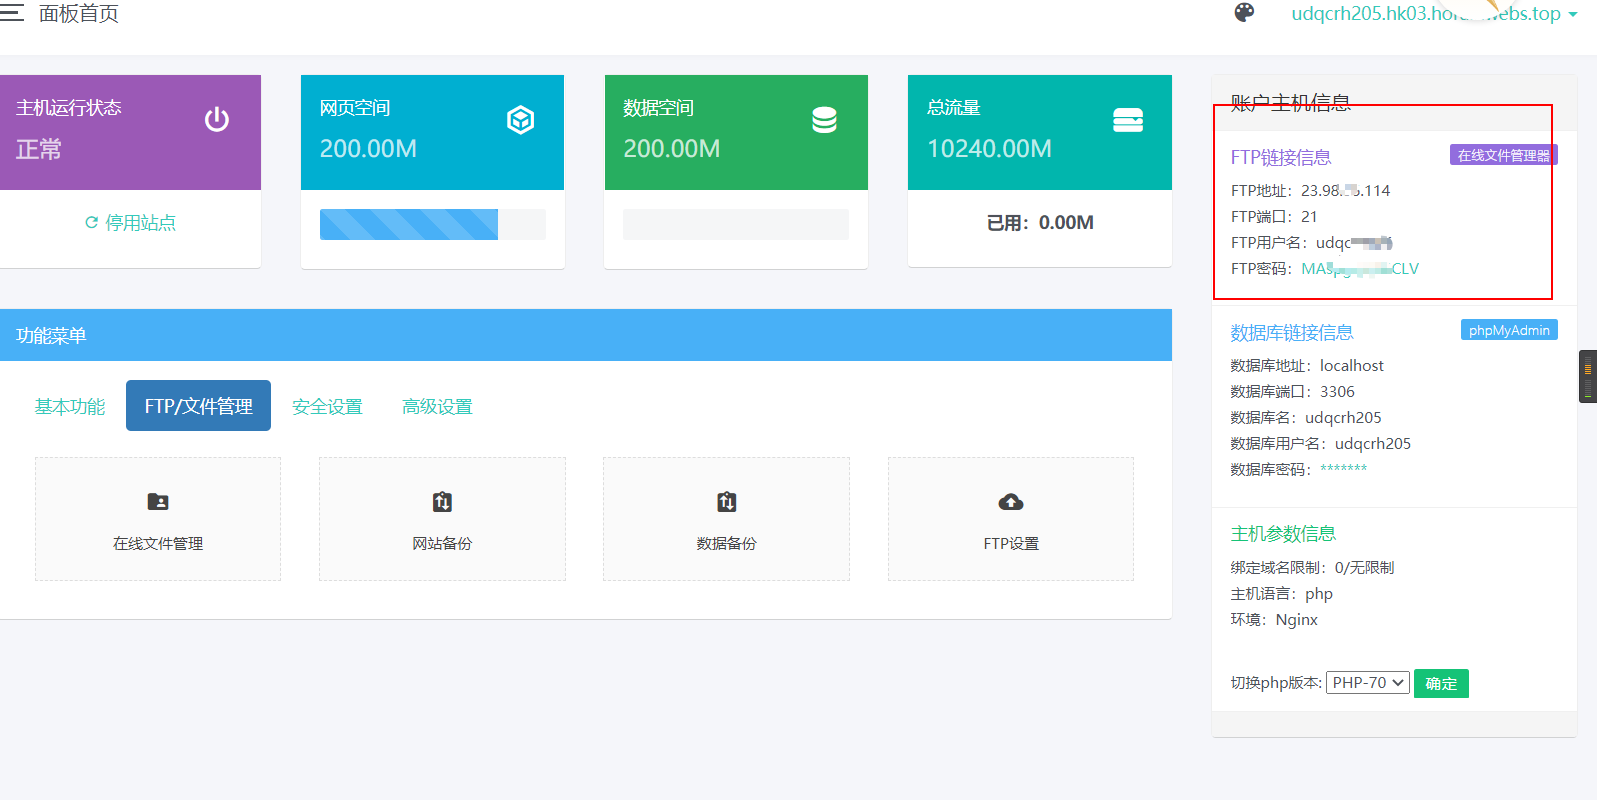 面板首页
主机运行状态
正常
停用站点
网页空间
200.00M
数据空间
200.00M
总流量
10240.00M
已用：0.00M
功能菜单
基本功能 FTP/文件管理 安全设置 高级设置
在线文件管理 网站备份 数据备份 FTP设置
账户主机信息
FTP链接信息 在线文件管理器
FTP地址：23.98 .114
FTP端口：21
FTP用户名：udqc
FTP密码：MA CLV
数据库链接信息 phpMyAdmin
数据库地址：localhost
数据库端口：3306
数据库名：udqcrh205
数据库用户名：udqcrh205
数据库密码：*******
主机参数信息
绑定域名限制：0/无限制
主机语言：php
环境：Nginx
切换php版本: PHP-70 确定